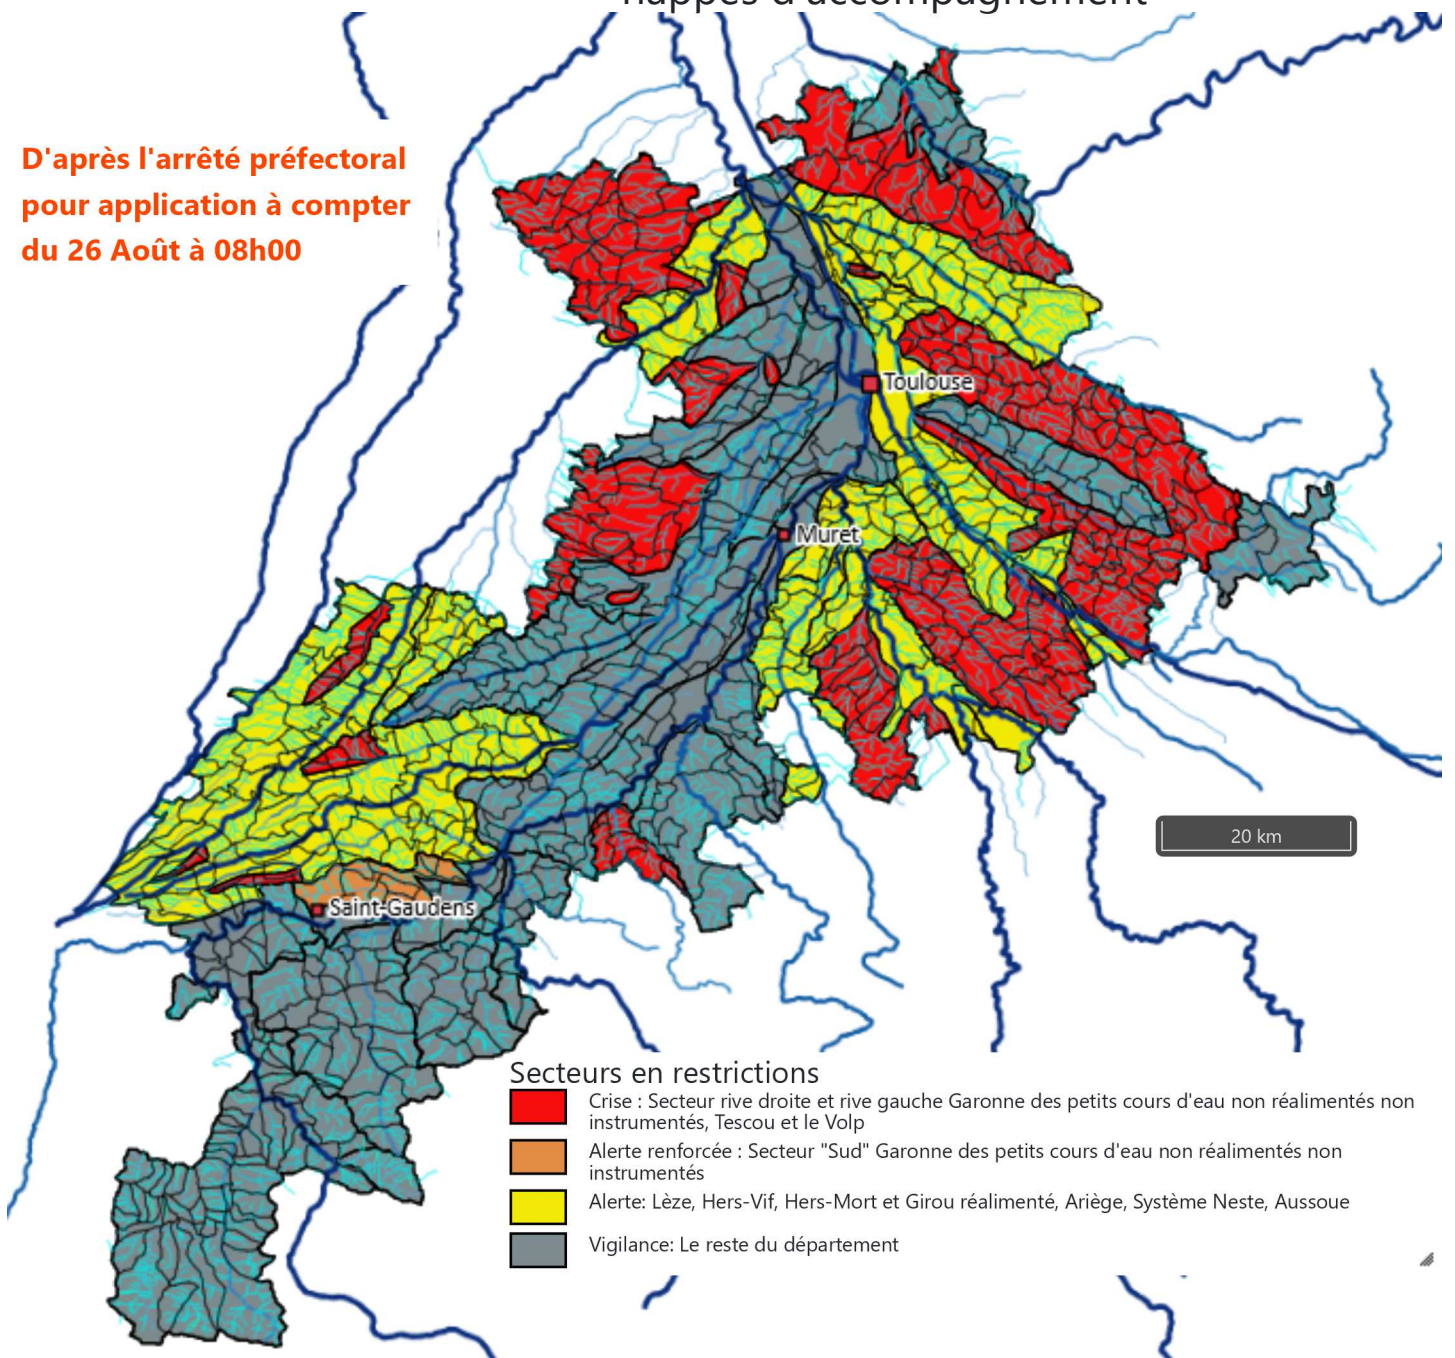 nappes d'accompagnement
D'après l'arrêté préfectoral
pour application à compter
du 26 Août à 08h00
Toulouse
Muret
20 km
Saint-Gaudens
Secteurs en restrictions
Crise : Secteur rive droite et rive gauche Garonne des petits cours d'eau non réalimentés non
instrumentés, Tescou et le Volp
Alerte renforcée : Secteur "Sud" Garonne des petits cours d'eau non réalimentés non
instrumentés
Alerte: Lèze, Hers-Vif, Hers-Mort et Girou réalimenté, Ariège, Système Neste, Aussoue
Vigilance: Le reste du département